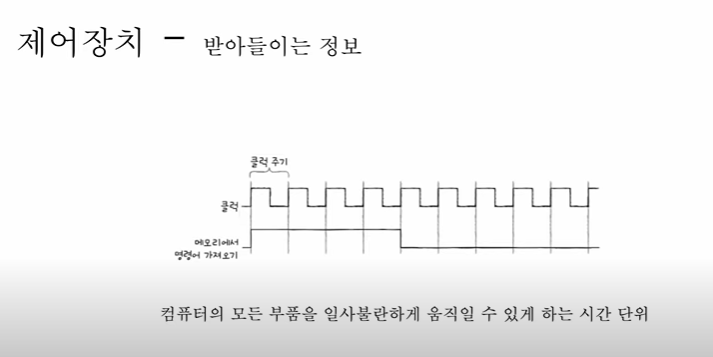 제어장치 - 받아들이는 정보
클럭 주기
클럭
메모리에서
명령어 가져오기
컴퓨터의 모든 부품을 일사불란하게 움직일 수 있게 하는 시간 단위